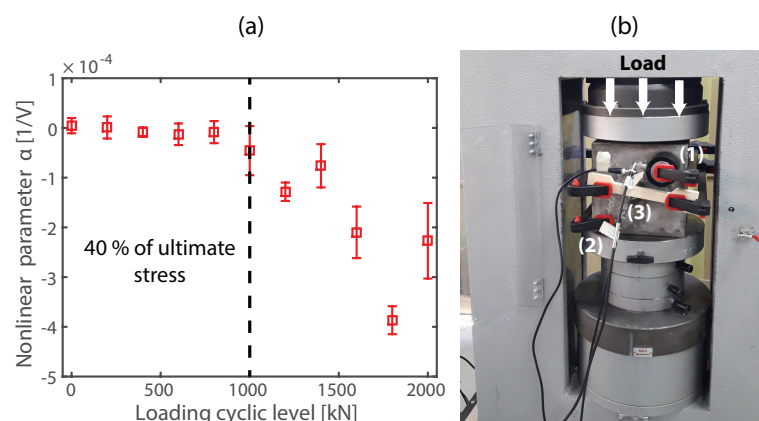 (a)
(b)
× 10⁻⁴
1
0
-1
-2
-3
-4
-5
Nonlinear parameter α [1/V]
40 % of ultimate
stress
0
500
1000
1500
2000
Loading cyclic level [kN]
Load
(1)
(3)
(2)